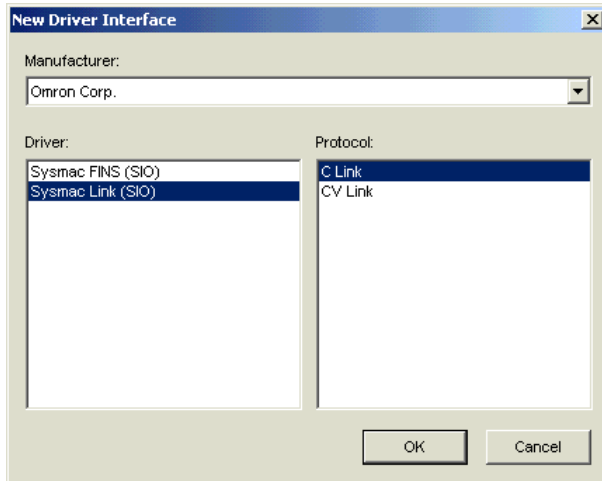 New Driver Interface
Manufacturer:
Omron Corp.
Driver:
Protocol:
Sysmac FINS (SIO)
Sysmac Link (SIO)
C Link
CV Link
OK
Cancel